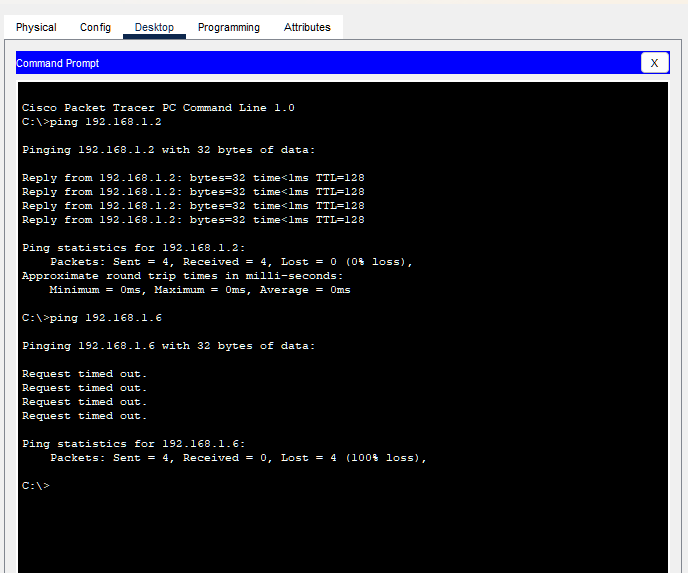 Physical Config Desktop Programming Attributes
Command Prompt X
Cisco Packet Tracer PC Command Line 1.0
C:\>ping 192.168.1.2
Pinging 192.168.1.2 with 32 bytes of data:
Reply from 192.168.1.2: bytes=32 time<1ms TTL=128
Reply from 192.168.1.2: bytes=32 time<1ms TTL=128
Reply from 192.168.1.2: bytes=32 time<1ms TTL=128
Reply from 192.168.1.2: bytes=32 time<1ms TTL=128
Ping statistics for 192.168.1.2:
Packets: Sent = 4, Received = 4, Lost = 0 (0% loss),
Approximate round trip times in milli-seconds:
Minimum = 0ms, Maximum = 0ms, Average = 0ms
C:\>ping 192.168.1.6
Pinging 192.168.1.6 with 32 bytes of data:
Request timed out.
Request timed out.
Request timed out.
Request timed out.
Ping statistics for 192.168.1.6:
Packets: Sent = 4, Received = 0, Lost = 4 (100% loss),
C:\>